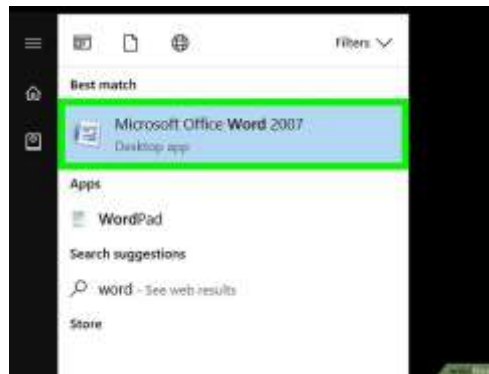 Filters
Best match
Microsoft Office Word 2007
Desktop app
Apps
WordPad
Search suggestions
word - See web results
Store